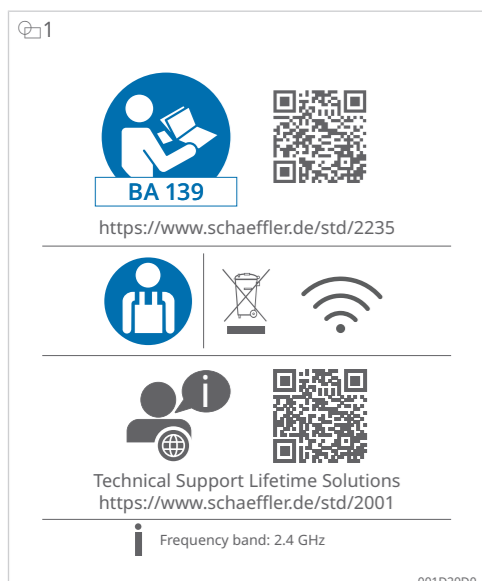 1
BA 139
https://www.schaeffler.de/std/2235
i
Technical Support Lifetime Solutions
https://www.schaeffler.de/std/2001
i Frequency band: 2.4 GHz